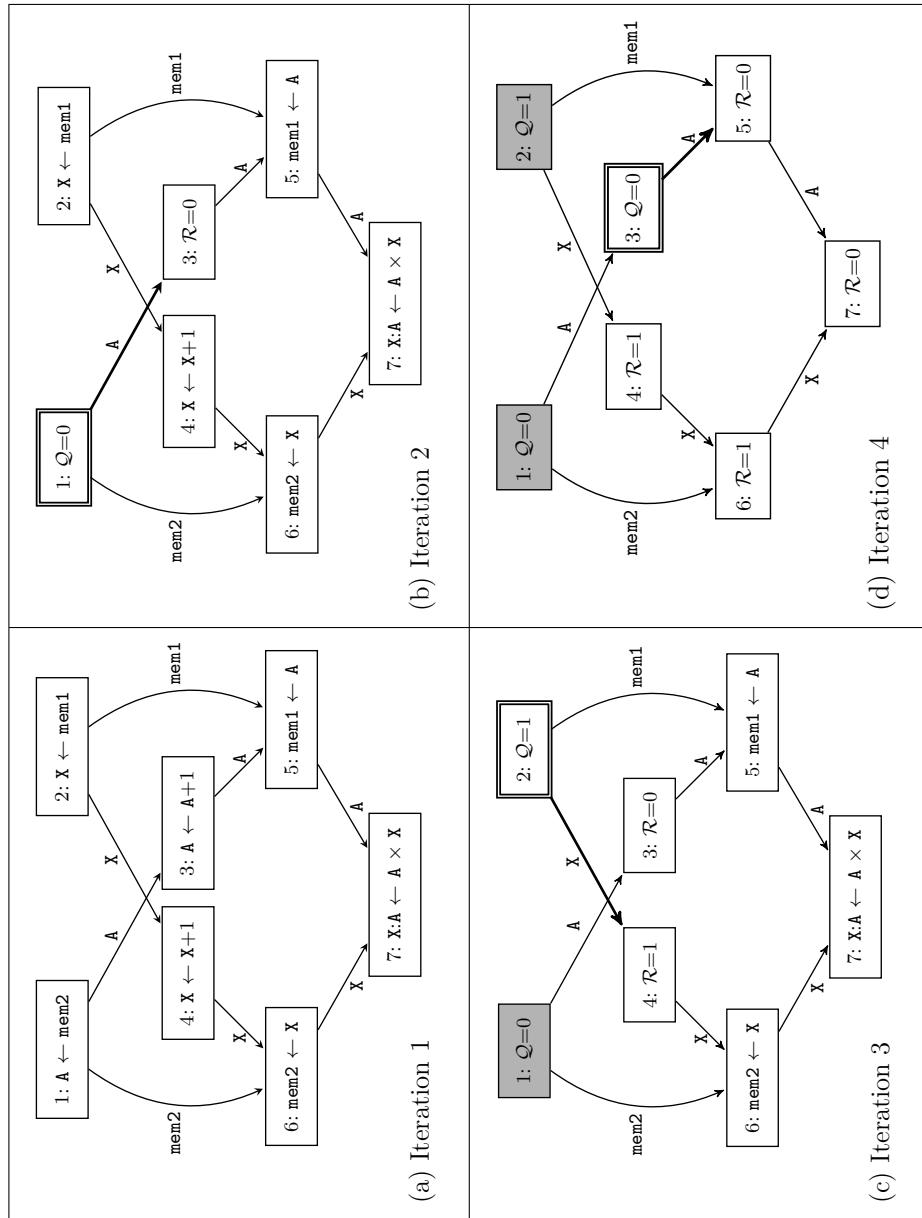 1: A ← mem2
2: X ← mem1
A
X
4: X ← X+1
3: A ← A+1
mem2
mem1
X
A
6: mem2 ← X
5: mem1 ← A
X
A
7: X:A ← A × X
(a) Iteration 1
1: Q=0
2: X ← mem1
A
X
4: X ← X+1
3: R=0
mem2
mem1
X
A
6: mem2 ← X
5: mem1 ← A
X
A
7: X:A ← A × X
(b) Iteration 2
1: Q=0
2: Q=1
A
X
4: R=1
3: R=0
mem2
mem1
X
A
6: mem2 ← X
5: mem1 ← A
X
A
7: X:A ← A × X
(c) Iteration 3
1: Q=0
2: Q=1
A
X
4: R=1
3: Q=0
mem2
mem1
X
A
6: R=1
5: R=0
X
A
7: R=0
(d) Iteration 4